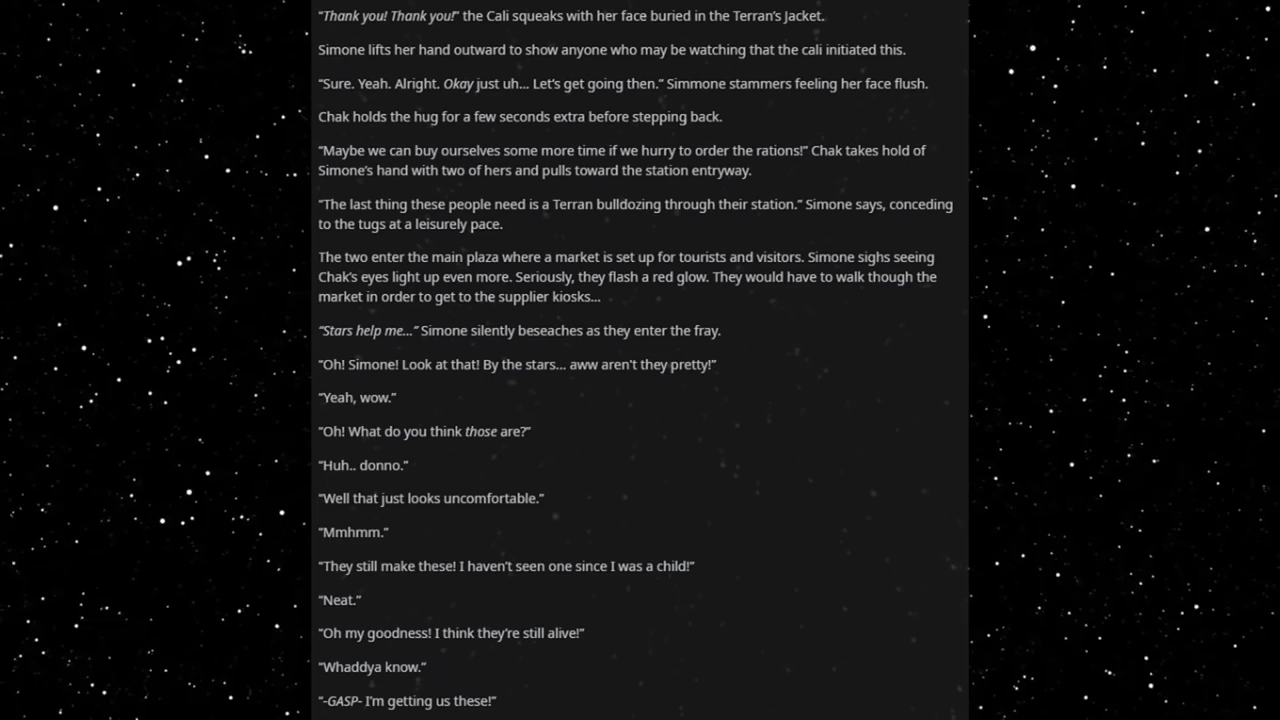 “Thank you! Thank you!” the Cali squeaks with her face buried in the Terran’s Jacket.
Simone lifts her hand outward to show anyone who may be watching that the cali initiated this.
“Sure. Yeah. Alright. Okay just uh... Let’s get going then.” Simmone stammers feeling her face flush.
Chak holds the hug for a few seconds extra before stepping back.
“Maybe we can buy ourselves some more time if we hurry to order the rations!” Chak takes hold of
Simone’s hand with two of hers and pulls toward the station entryway.
“The last thing these people need is a Terran bulldozing through their station.” Simone says, conceding
to the tugs at a leisurely pace.
The two enter the main plaza where a market is set up for tourists and visitors. Simone sighs seeing
Chak’s eyes light up even more. Seriously, they flash a red glow. They would have to walk though the
market in order to get to the supplier kiosks...
“Stars help me...” Simone silently beseaches as they enter the fray.
“Oh! Simone! Look at that! By the stars... aww aren’t they pretty!”
“Yeah, wow.”
“Oh! What do you think those are?”
“Huh.. donno.”
“Well that just looks uncomfortable.”
“Mmhmm.”
“They still make these! I haven’t seen one since I was a child!”
“Neat.”
“Oh my goodness! I think they’re still alive!”
“Whaddya know.”
“-GASP- I’m getting us these!”